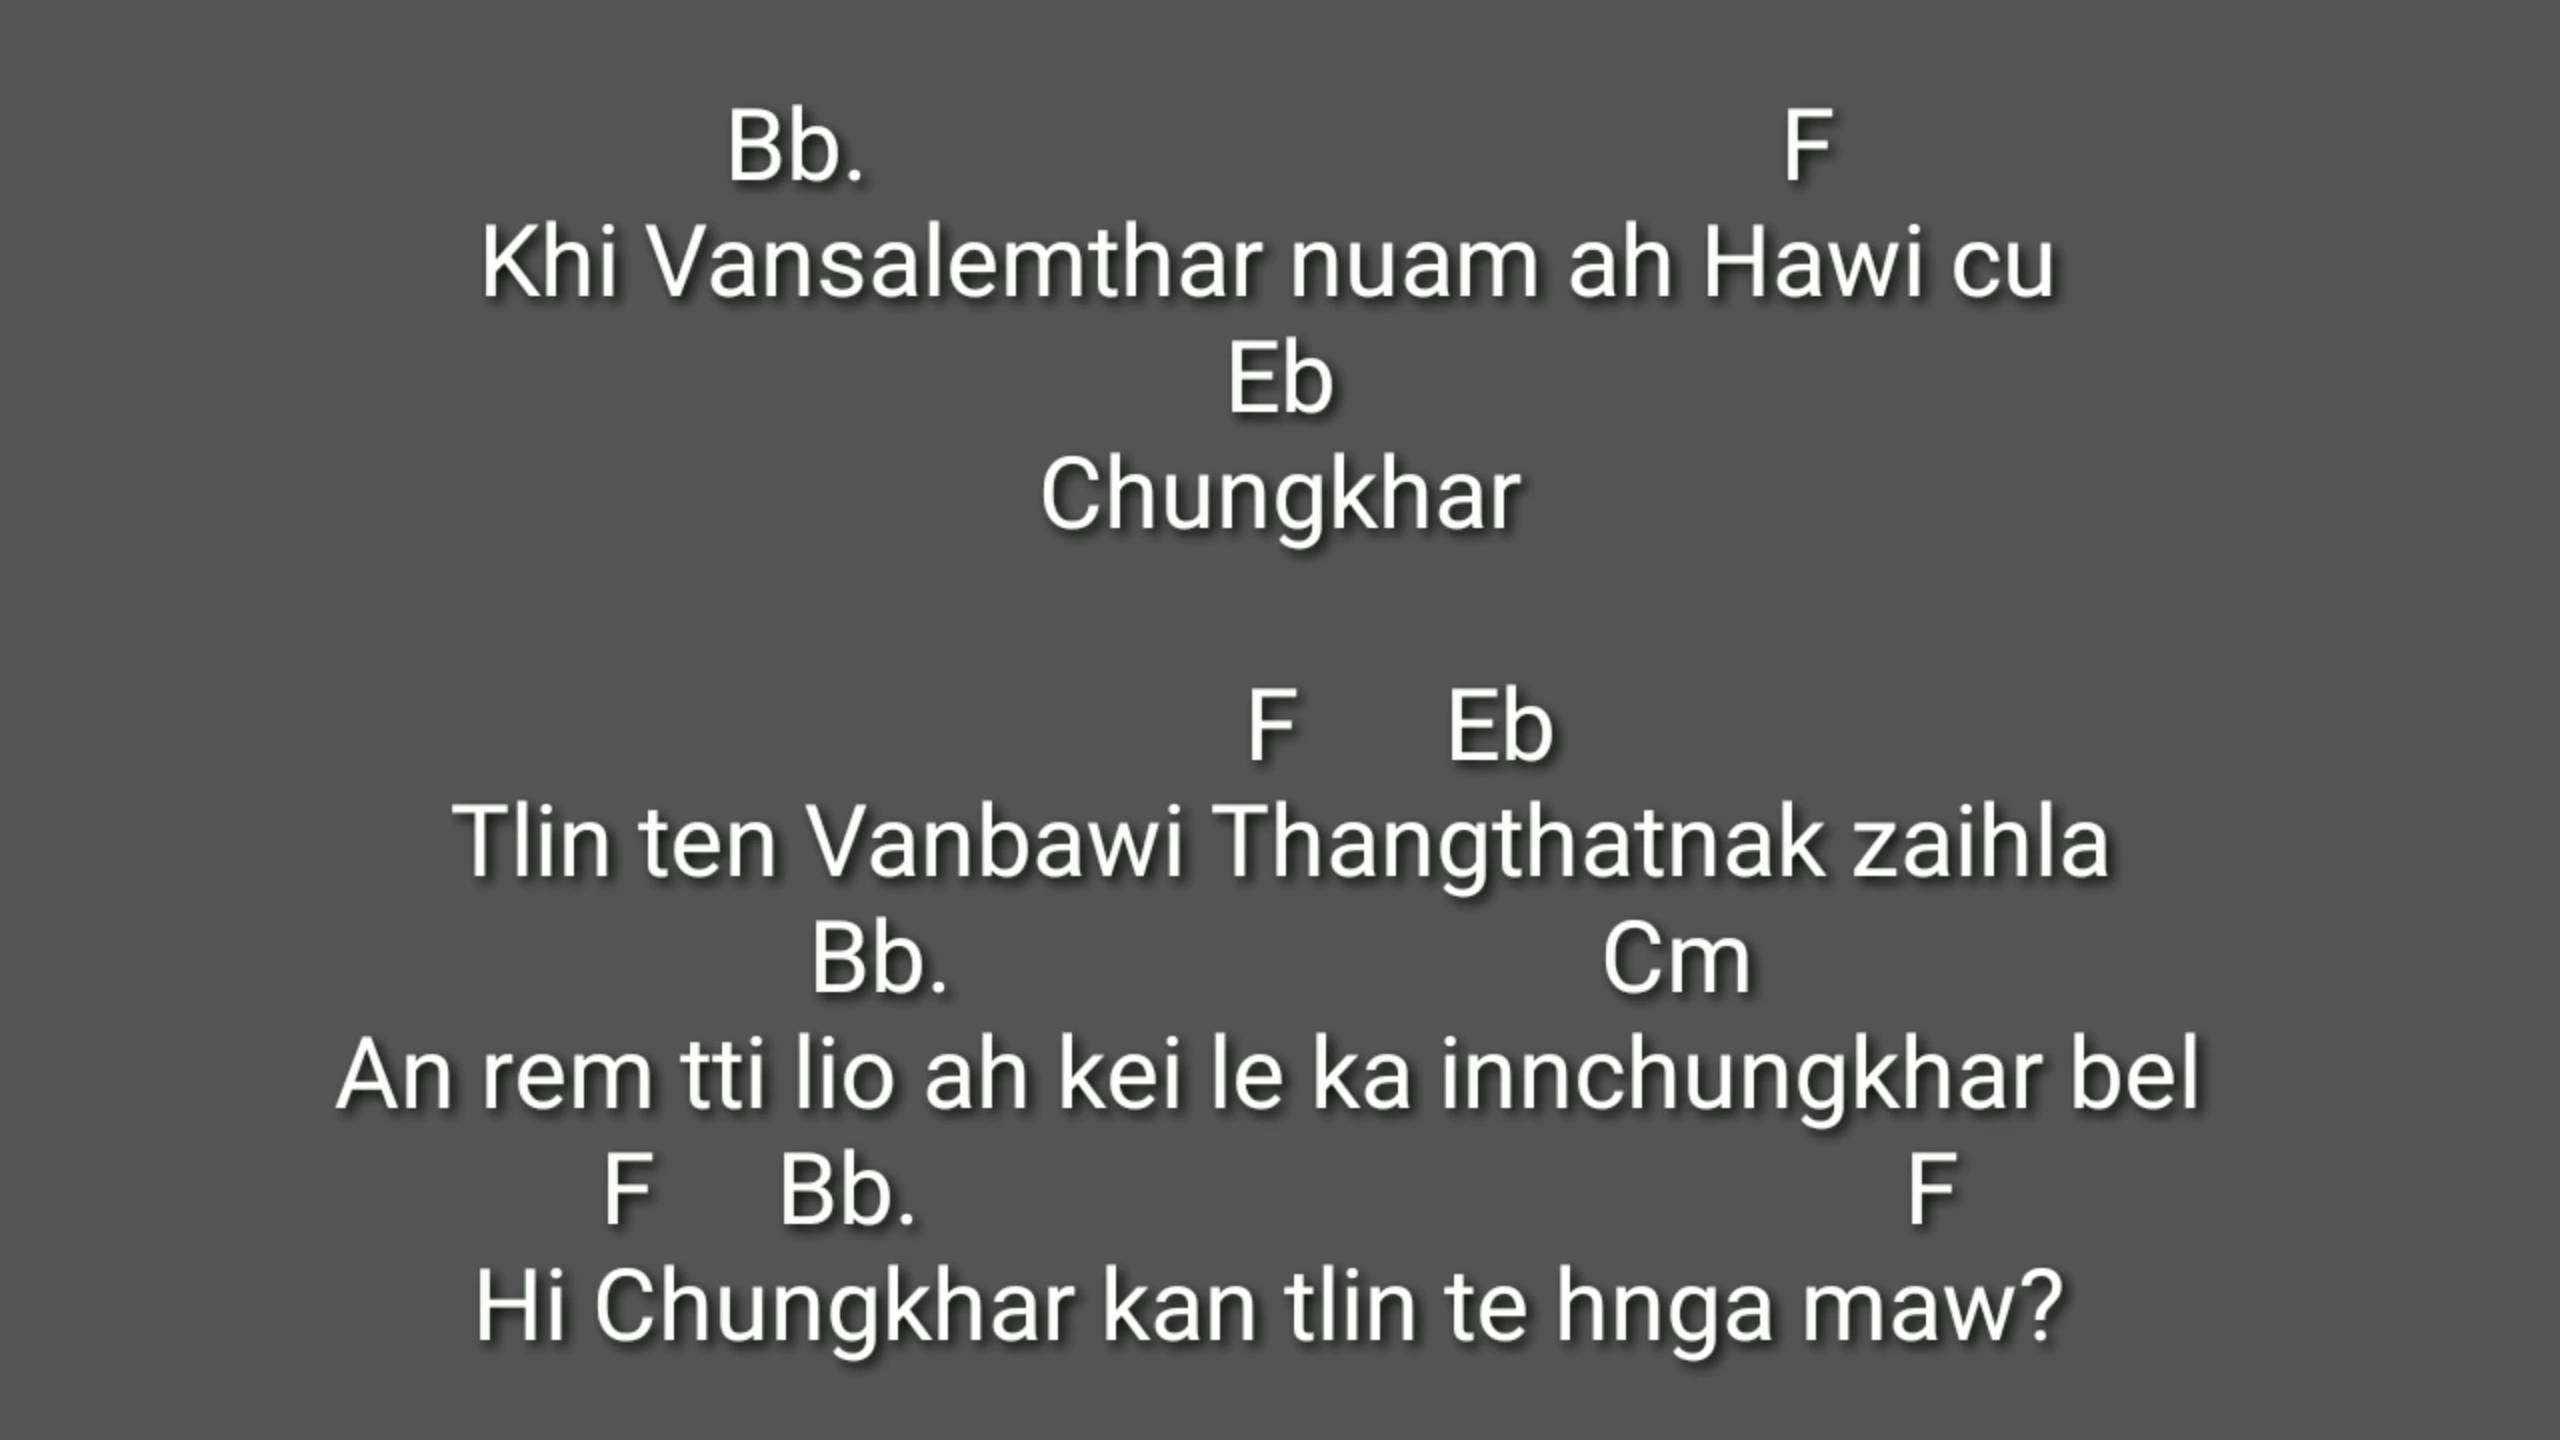 Bb. F
Khi Vansalemthar nuam ah Hawi cu
Eb
Chungkhar
F Eb
Tlin ten Vanbawi Thangthatnak zaihla
Bb. Cm
An rem tti lio ah kei le ka innchungkhar bel
F Bb. F
Hi Chungkhar kan tlin te hnga maw?